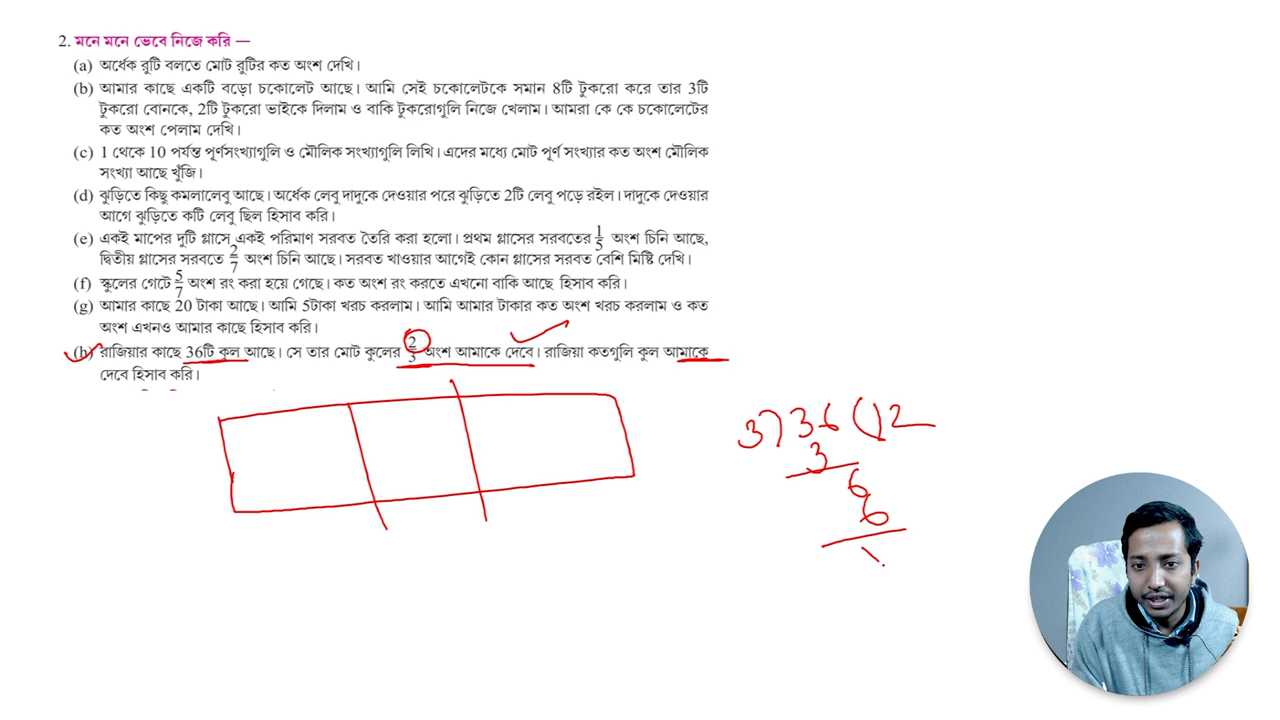 2. মনে মনে ভেবে নিজে করি —
(a) অর্ধেক রুটি বলতে মোট রুটির কত অংশ দেখি।
(b) আমার কাছে একটি বড়ো চকোলেট আছে। আমি সেই চকোলেটকে সমান 8টি টুকরো করে তার 3টি
টুকরো বোনকে, 2টি টুকরো ভাইকে দিলাম ও বাকি টুকরোগুলি নিজে খেলাম। আমরা কে কে চকোলেটের
কত অংশ পেলাম দেখি।
(c) 1 থেকে 10 পর্যন্ত পূর্ণসংখ্যাগুলি ও মৌলিক সংখ্যাগুলি লিখি। এদের মধ্যে মোট পূর্ণ সংখ্যার কত অংশ মৌলিক
সংখ্যা আছে খুঁজি।
(d) ঝুড়িতে কিছু কমলালেবু আছে। অর্ধেক লেবু দাদুকে দেওয়ার পরে ঝুড়িতে 2টি লেবু পড়ে রইল। দাদুকে দেওয়ার
আগে ঝুড়িতে কটি লেবু ছিল হিসাব করি।
(e) একই মাপের দুটি গ্লাসে একই পরিমাণ সরবত তৈরি করা হলো। প্রথম গ্লাসের সরবতের 1/5 অংশ চিনি আছে,
দ্বিতীয় গ্লাসের সরবতে 2/7 অংশ চিনি আছে। সরবত খাওয়ার আগেই কোন গ্লাসের সরবত বেশি মিষ্টি দেখি।
(f) স্কুলের গেটে 5/7 অংশ রং করা হয়ে গেছে। কত অংশ রং করতে এখনো বাকি আছে হিসাব করি।
(g) আমার কাছে 20 টাকা আছে। আমি 5টাকা খরচ করলাম। আমি আমার টাকার কত অংশ খরচ করলাম ও কত
অংশ এখনও আমার কাছে হিসাব করি।
(h) রাজিয়ার কাছে 36টি কুল আছে। সে তার মোট কুলের 2/3 অংশ আমাকে দেবে। রাজিয়া কতগুলি কুল আমাকে
দেবে হিসাব করি।
3)36(12
3
6
6